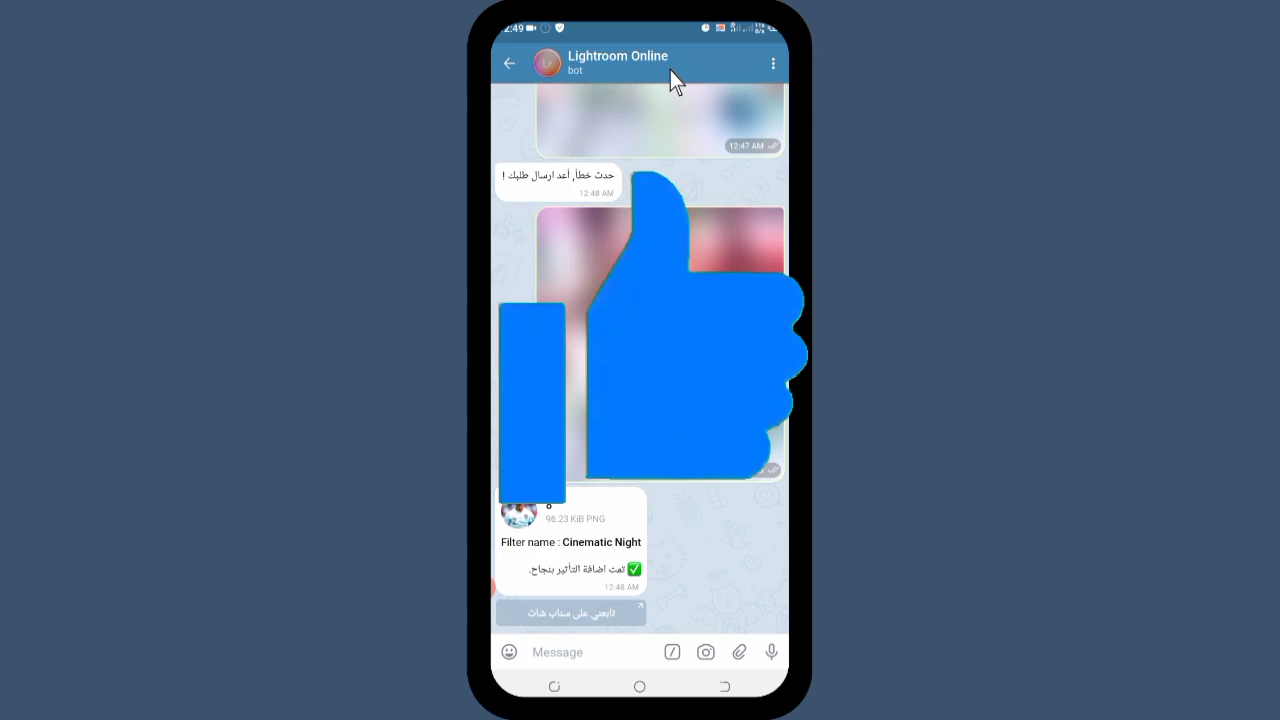 2:49
Lightroom Online
bot
12:47 AM
حدث خطأ, أعد ارسال طلبك !
12:48 AM
96.23 KiB PNG
Filter name : Cinematic Night
✅ تمت اضافة التأثير بنجاح.
12:48 AM
تابعني على سناب شات
Message